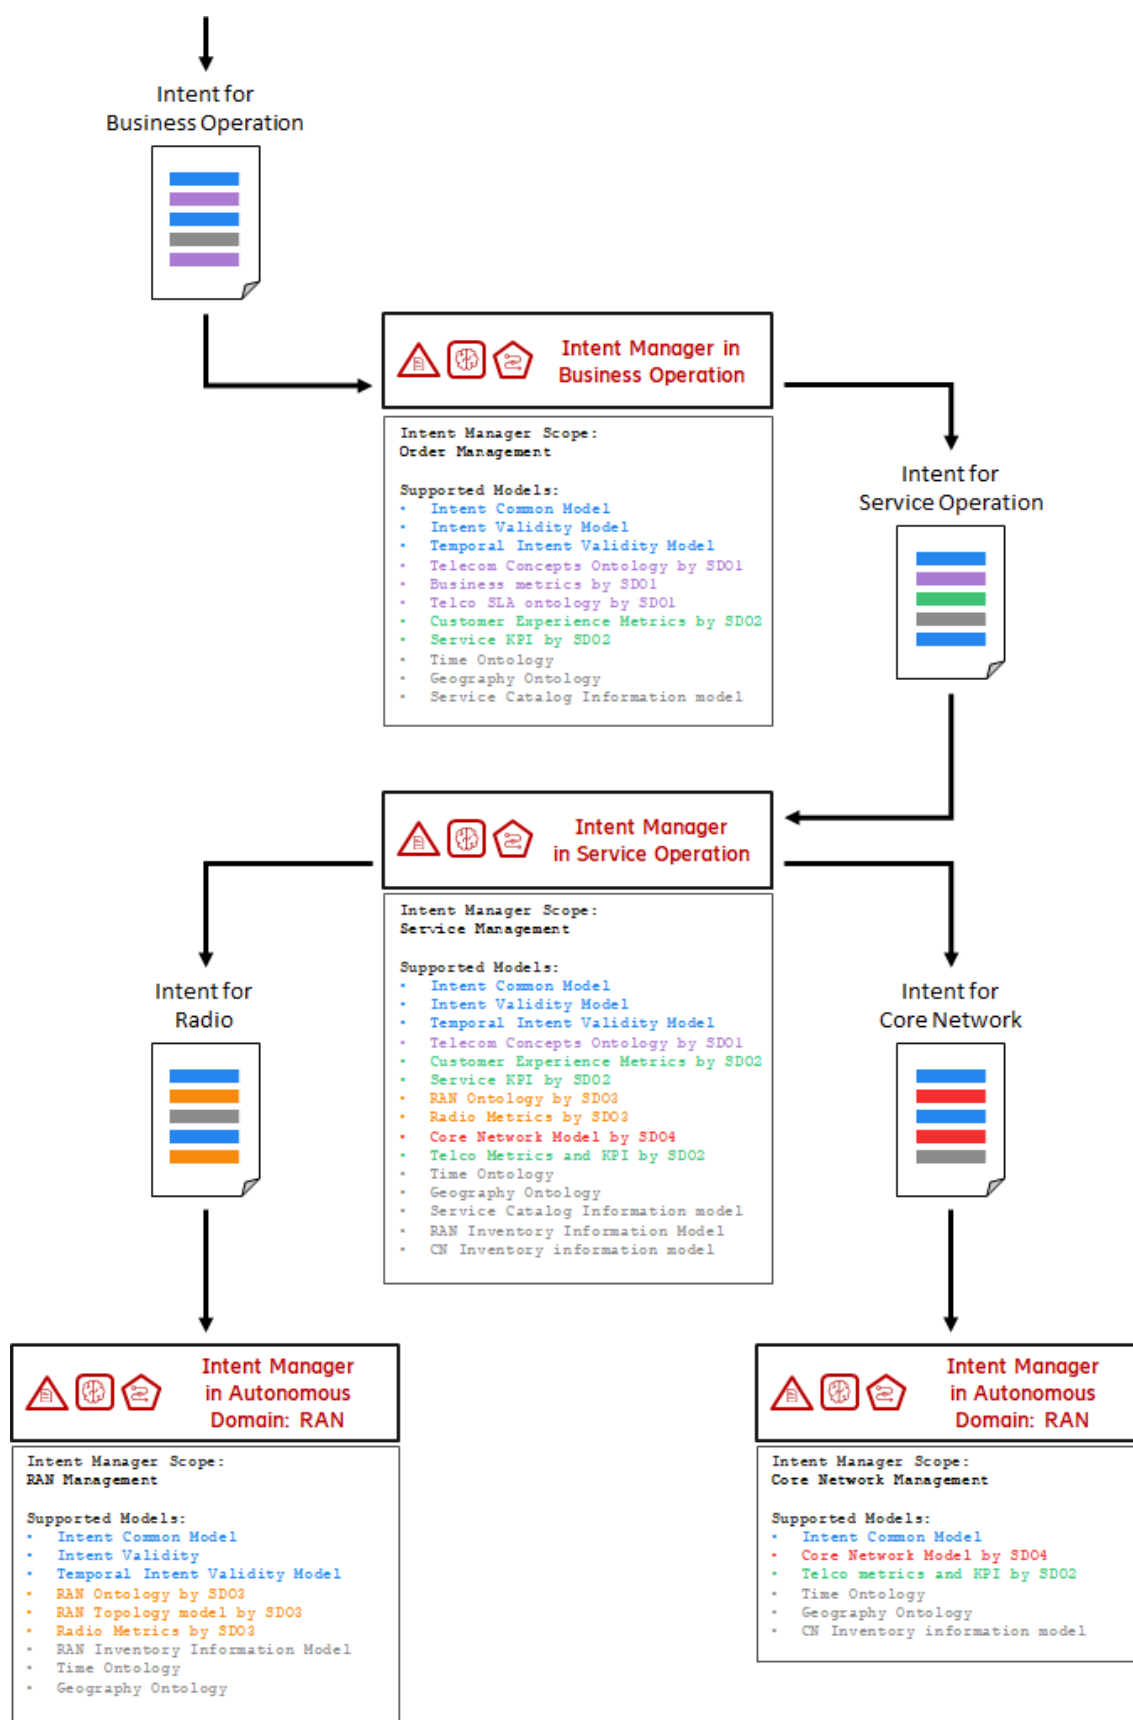 Intent for
Business Operation
Intent Manager in
Business Operation
Intent Manager Scope:
Order Management
Supported Models:
• Intent Common Model
• Intent Validity Model
• Temporal Intent Validity Model
• Telecom Concepts Ontology by SDO1
• Business metrics by SDO1
• Telco SLA ontology by SDO1
• Customer Experience Metrics by SDO2
• Service KPI by SDO2
• Time Ontology
• Geography Ontology
• Service Catalog Information model
Intent for
Service Operation
Intent Manager
in Service Operation
Intent Manager Scope:
Service Management
Supported Models:
• Intent Common Model
• Intent Validity Model
• Temporal Intent Validity Model
• Telecom Concepts Ontology by SDO1
• Customer Experience Metrics by SDO2
• Service KPI by SDO2
• RAN Ontology by SDO3
• Radio Metrics by SDO3
• Core Network Model by SDO4
• Telco Metrics and KPI by SDO2
• Time Ontology
• Geography Ontology
• Service Catalog Information model
• RAN Inventory Information Model
• CN Inventory information model
Intent for
Radio
Intent for
Core Network
Intent Manager
in Autonomous
Domain: RAN
Intent Manager Scope:
RAN Management
Supported Models:
• Intent Common Model
• Intent Validity
• Temporal Intent Validity Model
• RAN Ontology by SDO3
• RAN Topology model by SDO3
• Radio Metrics by SDO3
• RAN Inventory Information Model
• Time Ontology
• Geography Ontology
Intent Manager
in Autonomous
Domain: RAN
Intent Manager Scope:
Core Network Management
Supported Models:
• Intent Common Model
• Core Network Model by SDO4
• Telco metrics and KPI by SDO2
• Time Ontology
• Geography Ontology
• CN Inventory information model